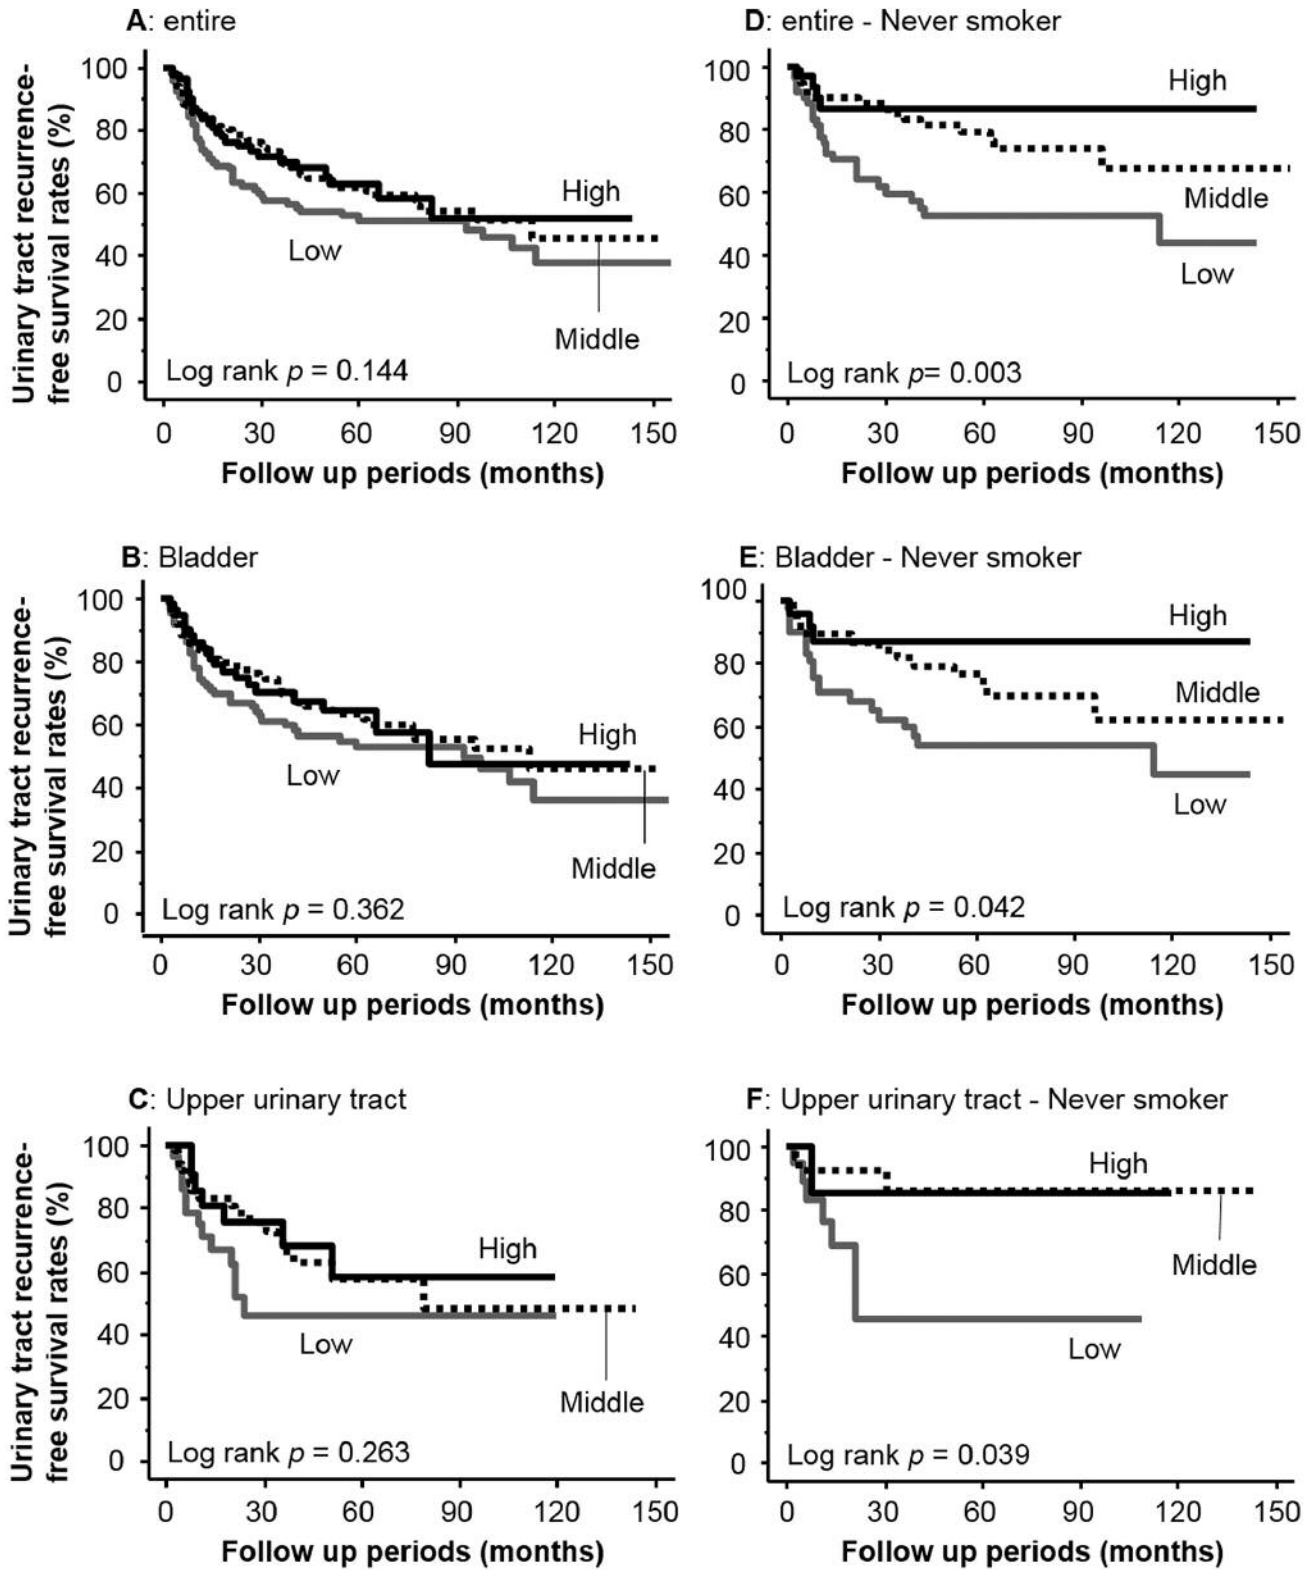 A: entire
Urinary tract recurrence-
free survival rates (%)
100
80
60
40
20
0
High
Low
Middle
Log rank p = 0.144
0 30 60 90 120 150
Follow up periods (months)
D: entire - Never smoker
100
80
60
40
20
0
High
Middle
Low
Log rank p= 0.003
0 30 60 90 120 150
Follow up periods (months)
B: Bladder
Urinary tract recurrence-
free survival rates (%)
100
80
60
40
20
0
High
Low
Middle
Log rank p = 0.362
0 30 60 90 120 150
Follow up periods (months)
E: Bladder - Never smoker
100
80
60
40
20
0
High
Middle
Low
Log rank p = 0.042
0 30 60 90 120 150
Follow up periods (months)
C: Upper urinary tract
Urinary tract recurrence-
free survival rates (%)
100
80
60
40
20
0
High
Low
Middle
Log rank p = 0.263
0 30 60 90 120 150
Follow up periods (months)
F: Upper urinary tract - Never smoker
100
80
60
40
20
0
High
Middle
Low
Log rank p = 0.039
0 30 60 90 120 150
Follow up periods (months)